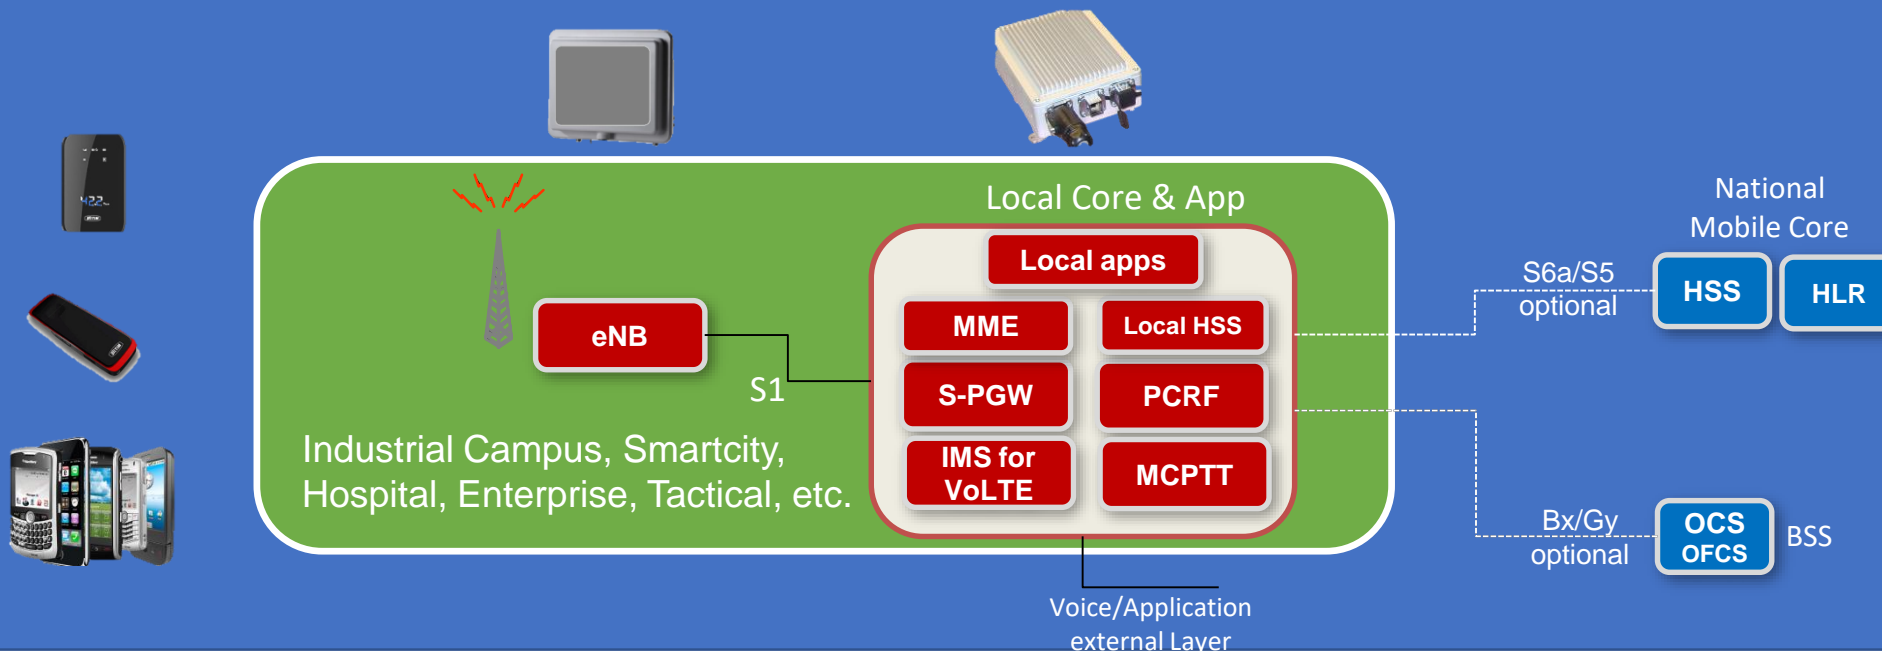 Local Core & App
Local apps
MME
Local HSS
eNB
S1
S-PGW
PCRF
IMS for
VoLTE
MCPTT
Industrial Campus, Smartcity,
Hospital, Enterprise, Tactical, etc.
Voice/Application
external Layer
National
Mobile Core
S6a/S5
optional
HSS
HLR
Bx/Gy
optional
OCS
OFCS
BSS